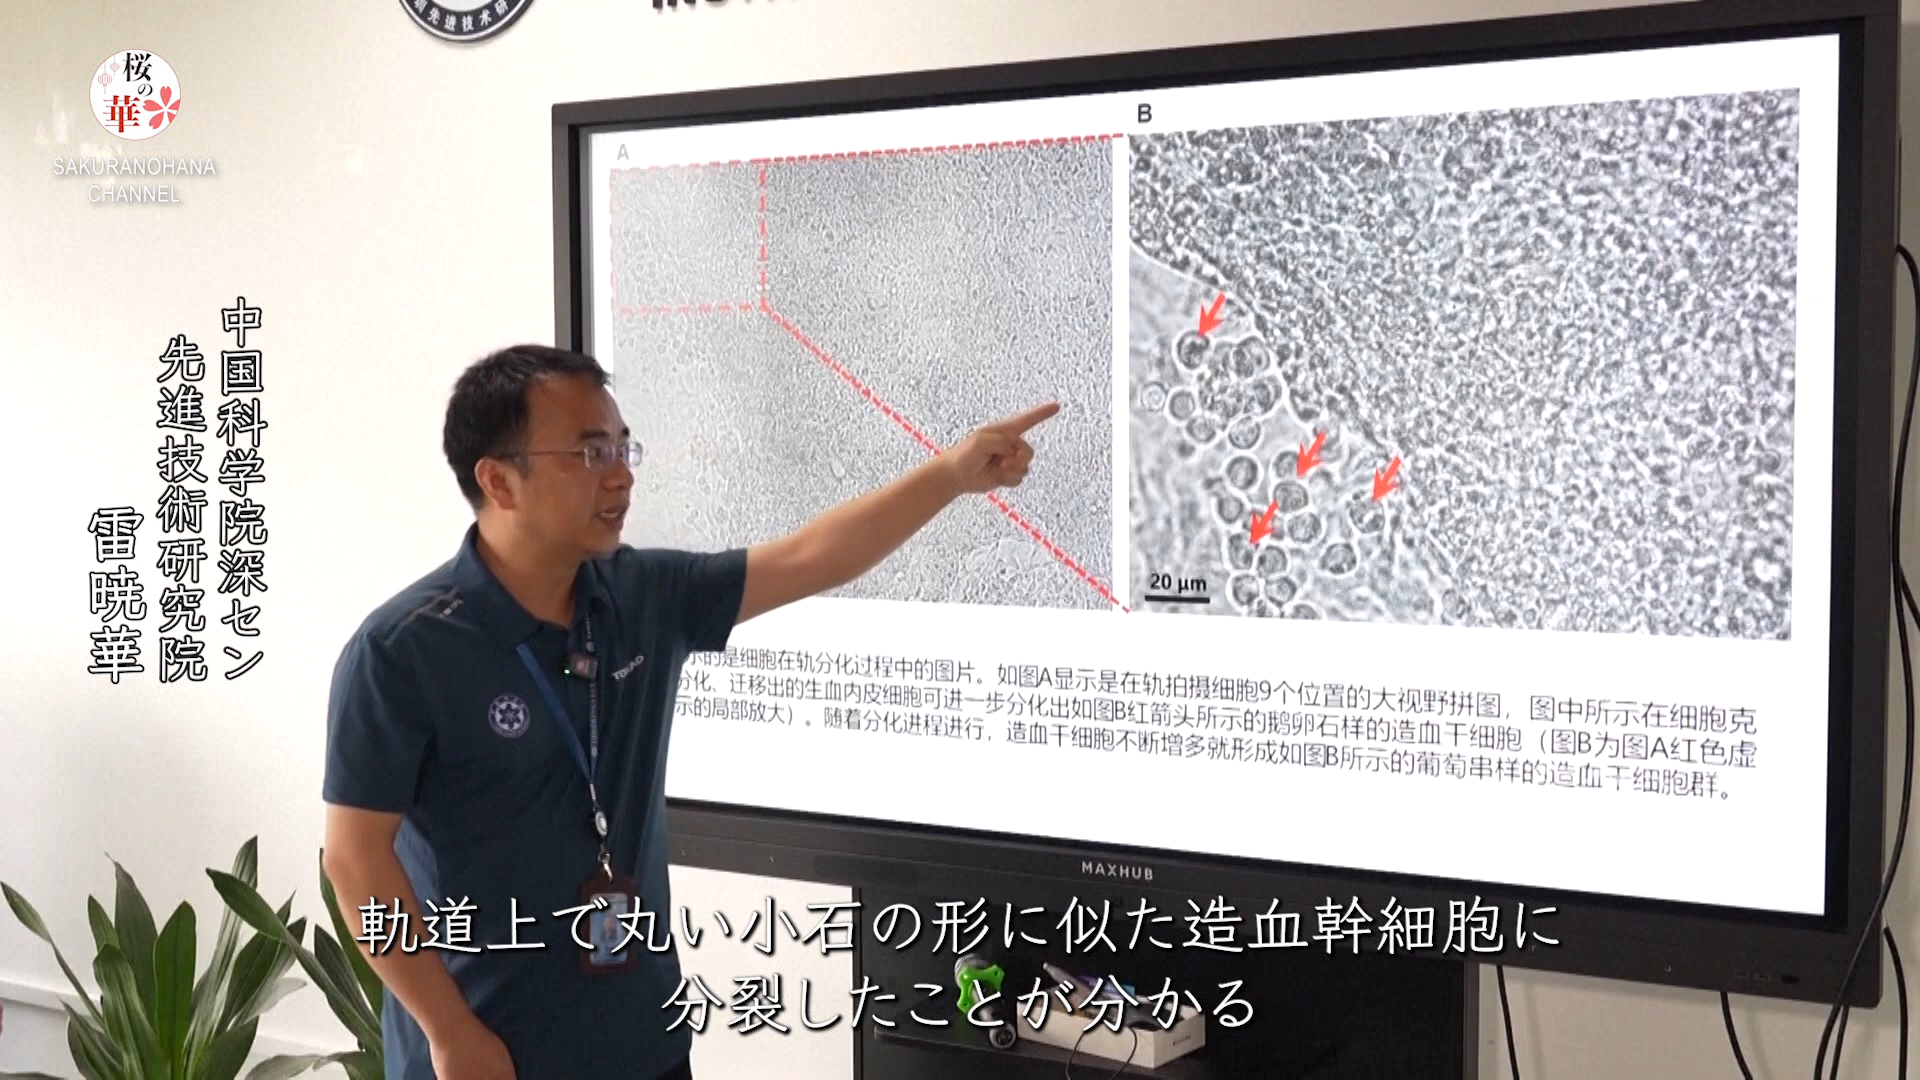 圳先进技术研
桜の華
SAKURANOHANA
CHANNEL
中国科学院深セン
先進技術研究院
雷暁華
A
B
20 μm
示的是细胞在轨分化过程中的图片。如图A显示是在轨拍摄细胞9个位置的大视野拼图，图中所示在细胞克
分化、迁移出的生血内皮细胞可进一步分化出如图B红箭头所示的鹅卵石样的造血干细胞（图B为图A红色虚
示的局部放大）。随着分化进程进行，造血干细胞不断增多就形成如图B所示的葡萄串样的造血干细胞群。
MAXHUB
軌道上で丸い小石の形に似た造血幹細胞に
分裂したことが分かる